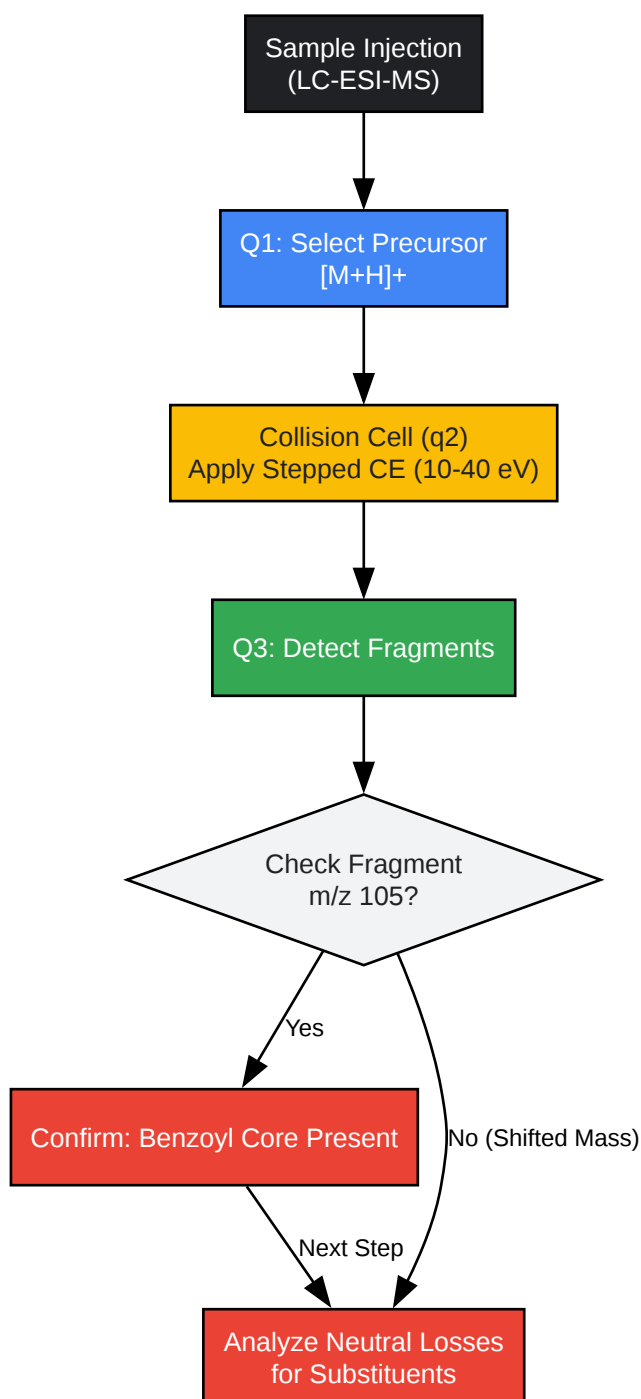 Sample Injection
(LC-ESI-MS)
Q1: Select Precursor
[M+H]+
Collision Cell (q2)
Apply Stepped CE (10-40 eV)
Q3: Detect Fragments
Check Fragment
m/z 105?
Yes
Confirm: Benzoyl Core Present
No (Shifted Mass)
Next Step
Analyze Neutral Losses
for Substituents